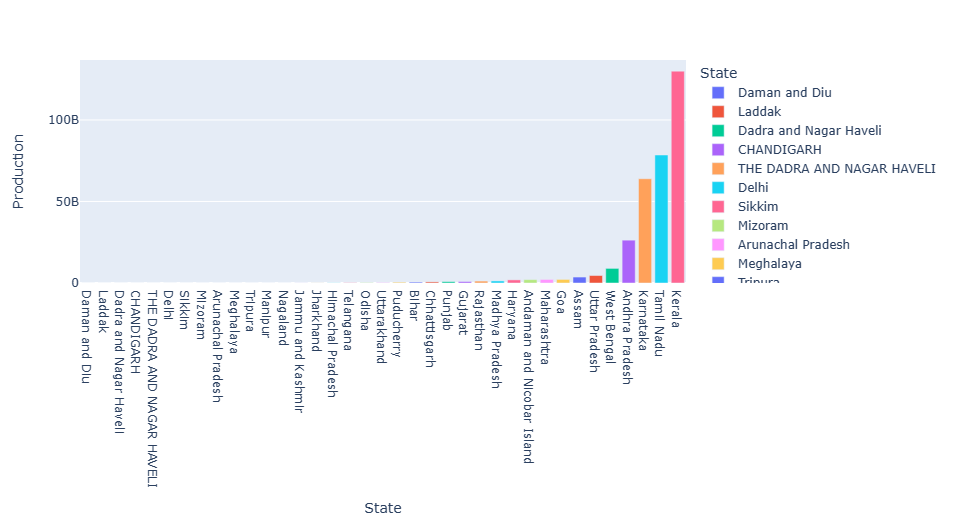 Production
100B
50B
0
Daman and Diu
Laddak
Dadra and Nagar Haveli
CHANDIGARH
THE DADRA AND NAGAR HAVELI
Delhi
Sikkim
Mizoram
Arunachal Pradesh
Meghalaya
Tripura
Manipur
Nagaland
Jammu and Kashmir
Jharkhand
Himachal Pradesh
Telangana
Odisha
Uttarakhand
Puducherry
Bihar
Chhattisgarh
Punjab
Gujarat
Rajasthan
Madhya Pradesh
Haryana
Andaman and Nicobar Island
Maharashtra
Goa
Assam
Uttar Pradesh
West Bengal
Andhra Pradesh
Karnataka
Tamil Nadu
Kerala
State
State
Daman and Diu
Laddak
Dadra and Nagar Haveli
CHANDIGARH
THE DADRA AND NAGAR HAVELI
Delhi
Sikkim
Mizoram
Arunachal Pradesh
Meghalaya
Tripura